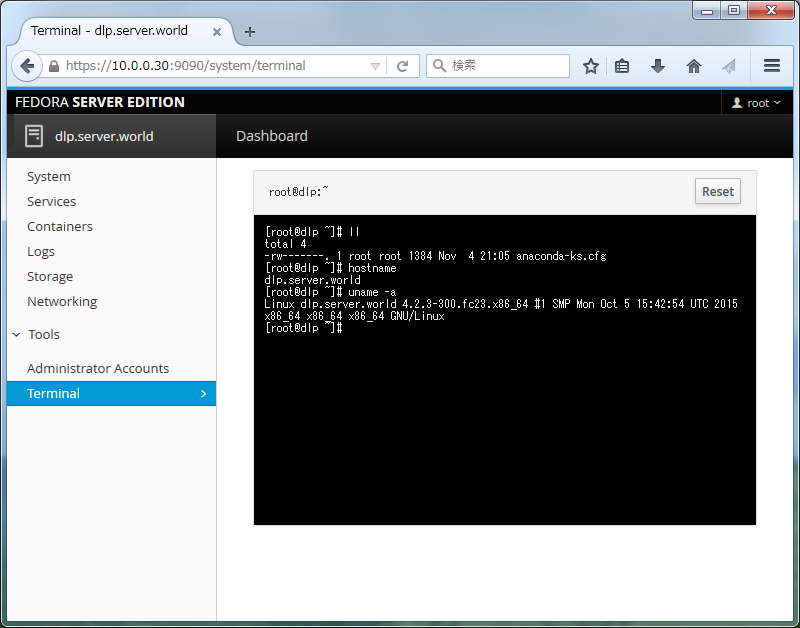 Terminal - dlp.server.world
https://10.0.0.30:9090/system/terminal
検索
FEDORA SERVER EDITION
root
dlp.server.world
Dashboard
System
Services
Containers
Logs
Storage
Networking
Tools
Administrator Accounts
Terminal
root@dlp:~
Reset
[root@dlp ~]# ll
total 4
-rw-------. 1 root root 1384 Nov  4 21:05 anaconda-ks.cfg
[root@dlp ~]# hostname
dlp.server.world
[root@dlp ~]# uname -a
Linux dlp.server.world 4.2.3-300.fc23.x86_64 #1 SMP Mon Oct 5 15:42:54 UTC 2015
x86_64 x86_64 x86_64 GNU/Linux
[root@dlp ~]#